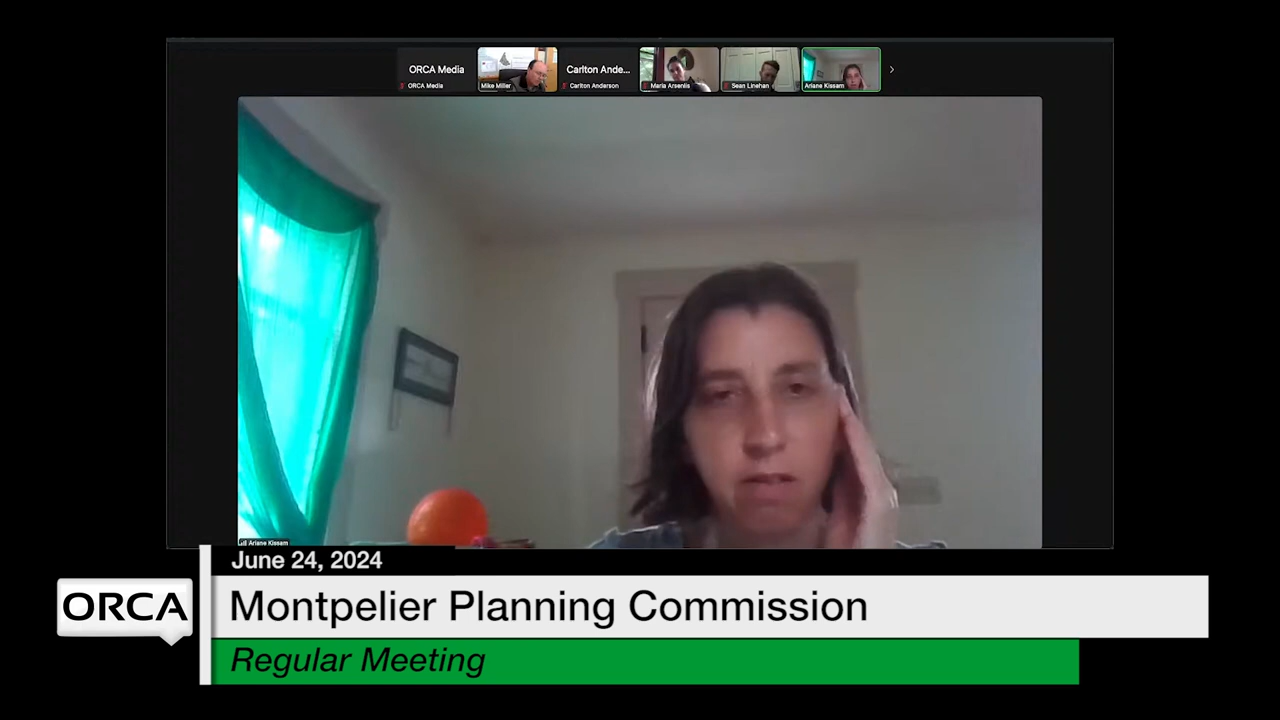 ORCA Media
Carlton Ande...
ORCA Media
Mike Miller
Carlton Anderson
Maria Arsenlis
Sean Linehan
Ariane Kissam
Ariane Kissam
June 24, 2024
ORCA
Montpelier Planning Commission
Regular Meeting